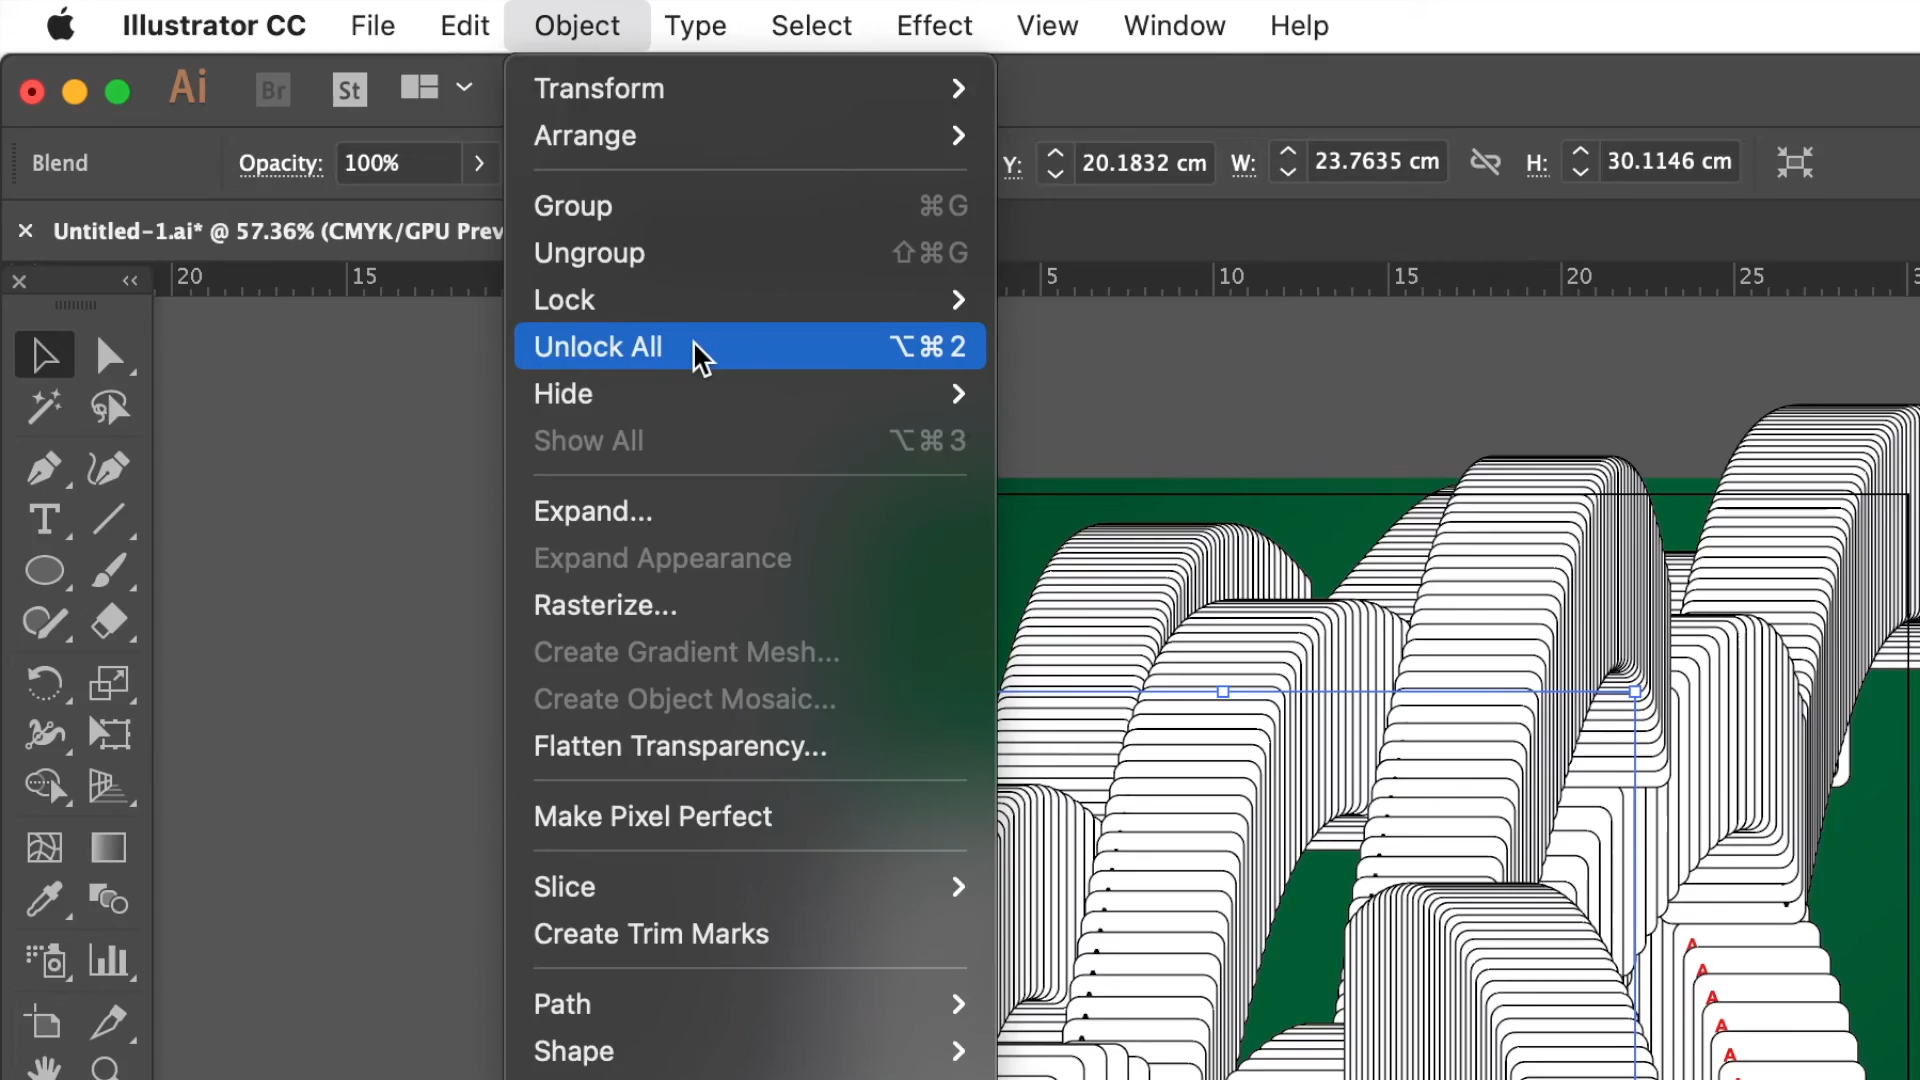 Illustrator CC File Edit Object Type Select Effect View Window Help
Ai Br St
Blend Opacity: 100% Y: 20.1832 cm W: 23.7635 cm H: 30.1146 cm
Untitled-1.ai* @ 57.36% (CMYK/GPU Prev
20 15 5 10 15 20 25 3
Transform
Arrange
Group ⌘G
Ungroup ⇧⌘G
Lock
Unlock All ⌥⌘2
Hide
Show All ⌥⌘3
Expand...
Expand Appearance
Rasterize...
Create Gradient Mesh...
Create Object Mosaic...
Flatten Transparency...
Make Pixel Perfect
Slice
Create Trim Marks
Path
Shape
A
A
A
A
A